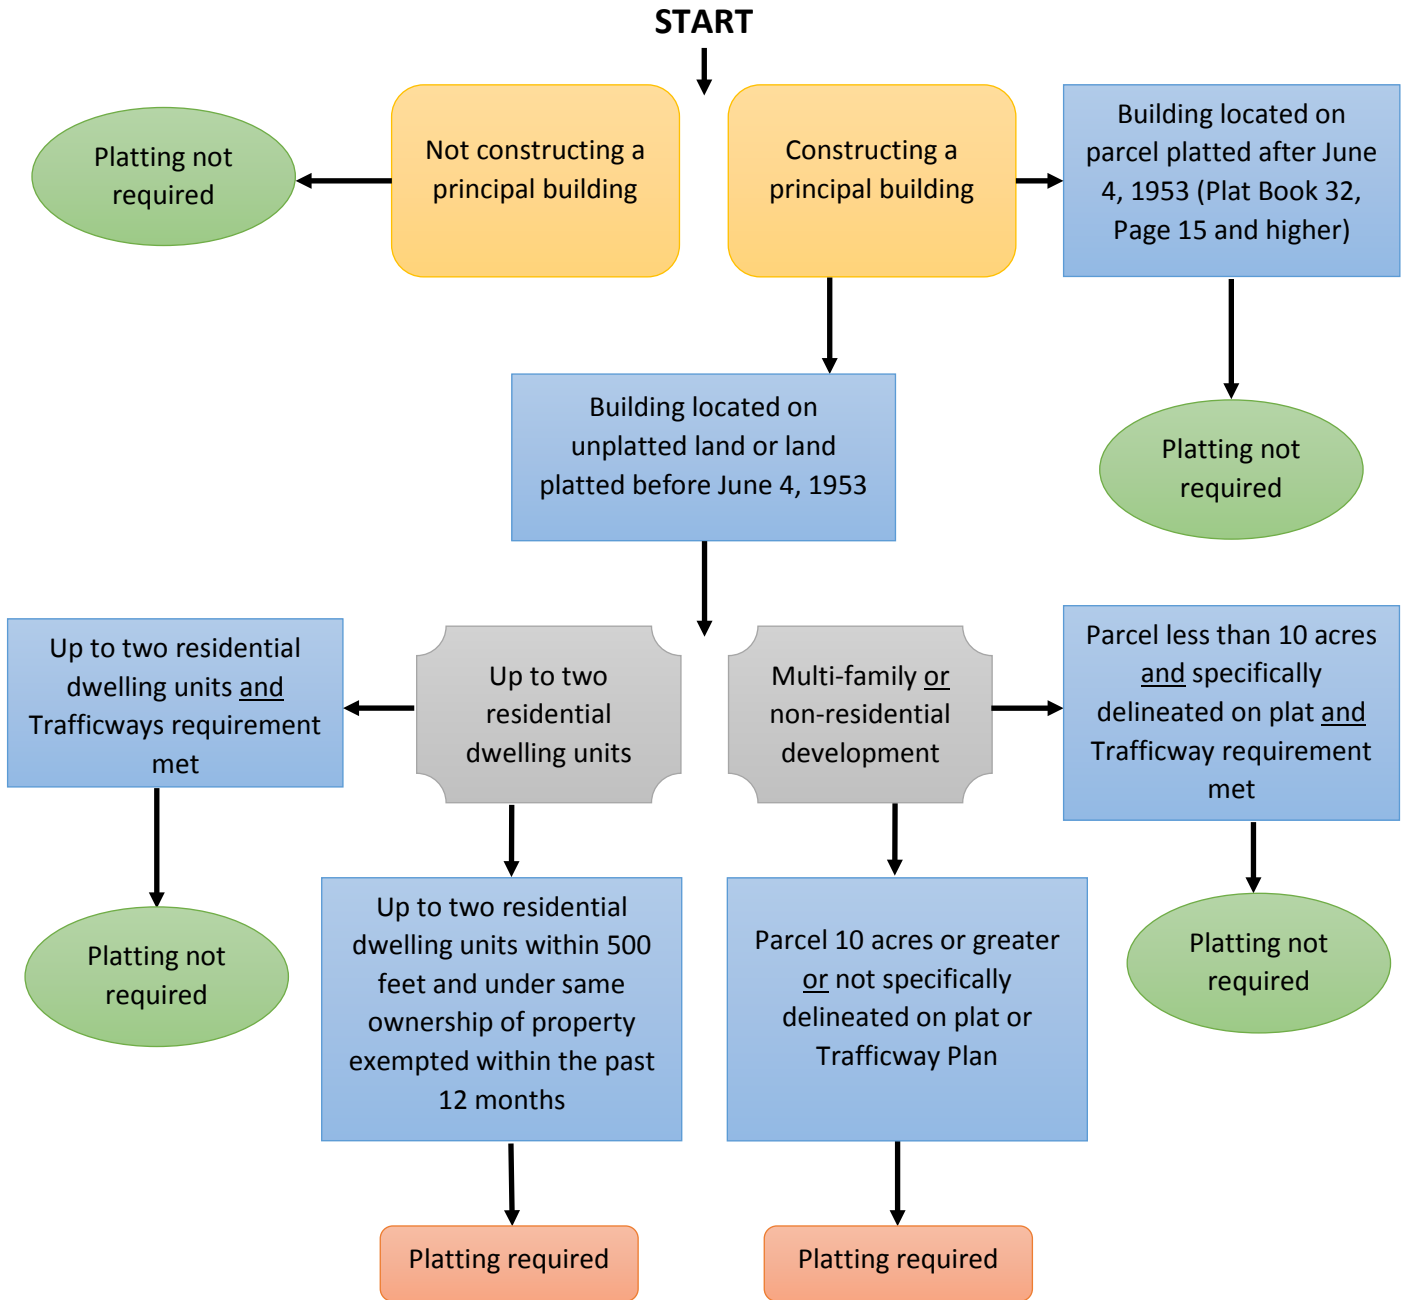 START
Platting not
required
Not constructing a
principal building
Constructing a
principal building
Building located on
parcel platted after June
4, 1953 (Plat Book 32,
Page 15 and higher)
Building located on
unplatted land or land
platted before June 4, 1953
Platting not
required
Up to two residential
dwelling units and
Trafficways requirement
met
Up to two
residential
dwelling units
Multi-family or
non-residential
development
Parcel less than 10 acres
and specifically
delineated on plat and
Trafficway requirement
met
Platting not
required
Up to two residential
dwelling units within 500
feet and under same
ownership of property
exempted within the past
12 months
Parcel 10 acres or greater
or not specifically
delineated on plat or
Trafficway Plan
Platting not
required
Platting required
Platting required